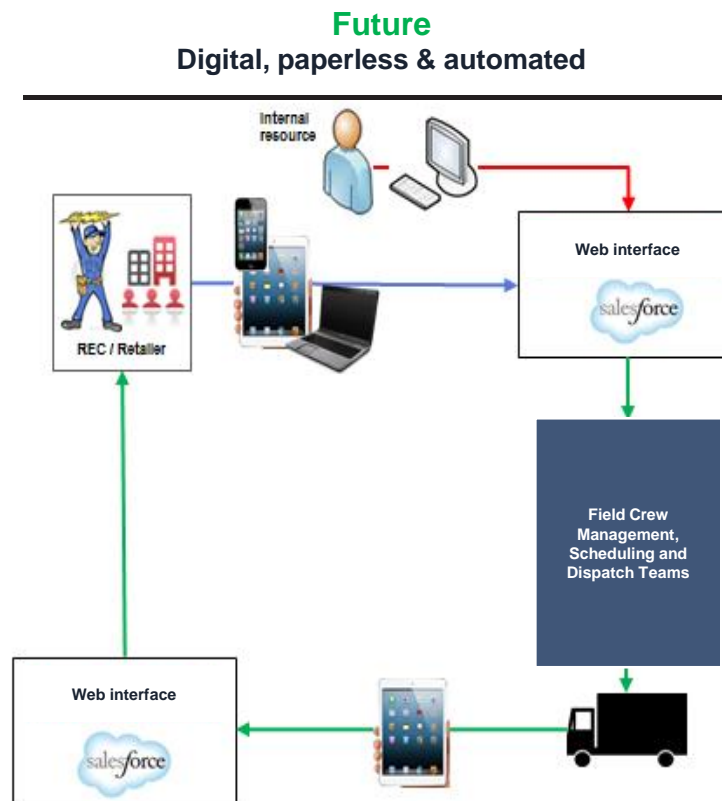 Future
Digital, paperless & automated
Internal
resource
Web interface
salesforce
REC / Retailer
Field Crew
Management,
Scheduling and
Dispatch Teams
Web interface
salesforce